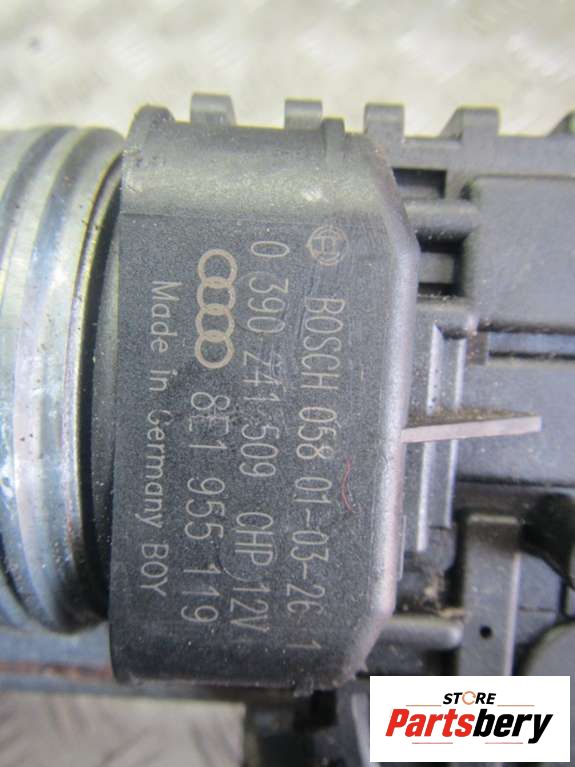 BOSCH 058 01-03-26 1
0 390 241 509 CHP 12V
8E1 955 119
Made in Germany BOY
STORE
Partsbery